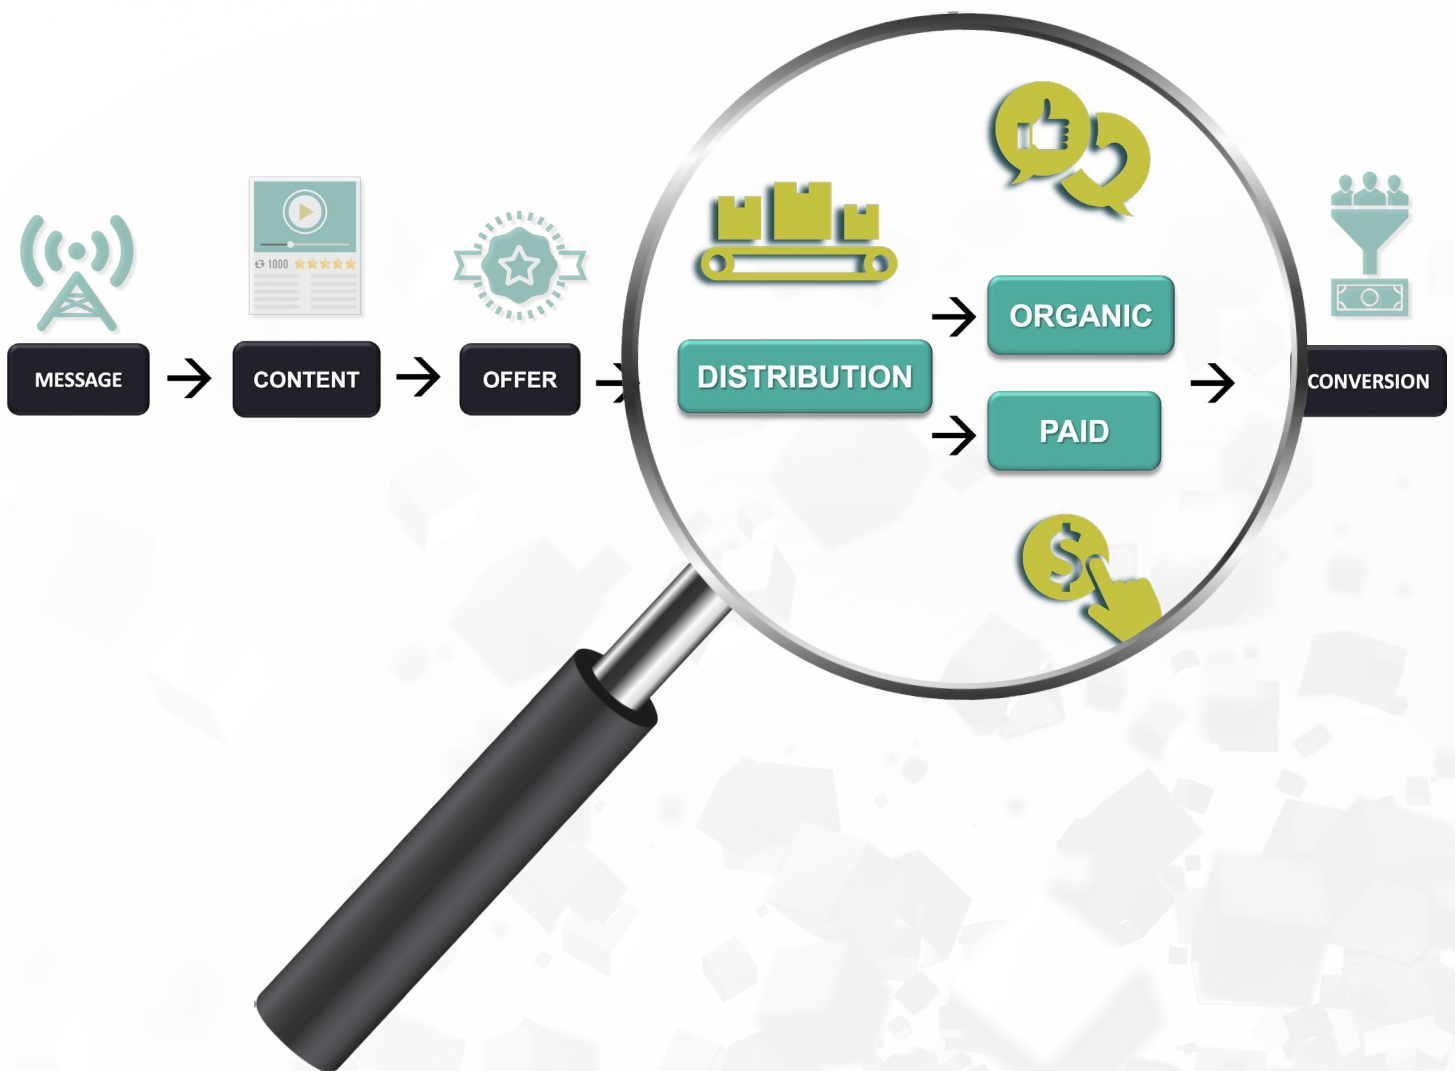 1000
MESSAGE
CONTENT
OFFER
DISTRIBUTION
ORGANIC
PAID
$
CONVERSION